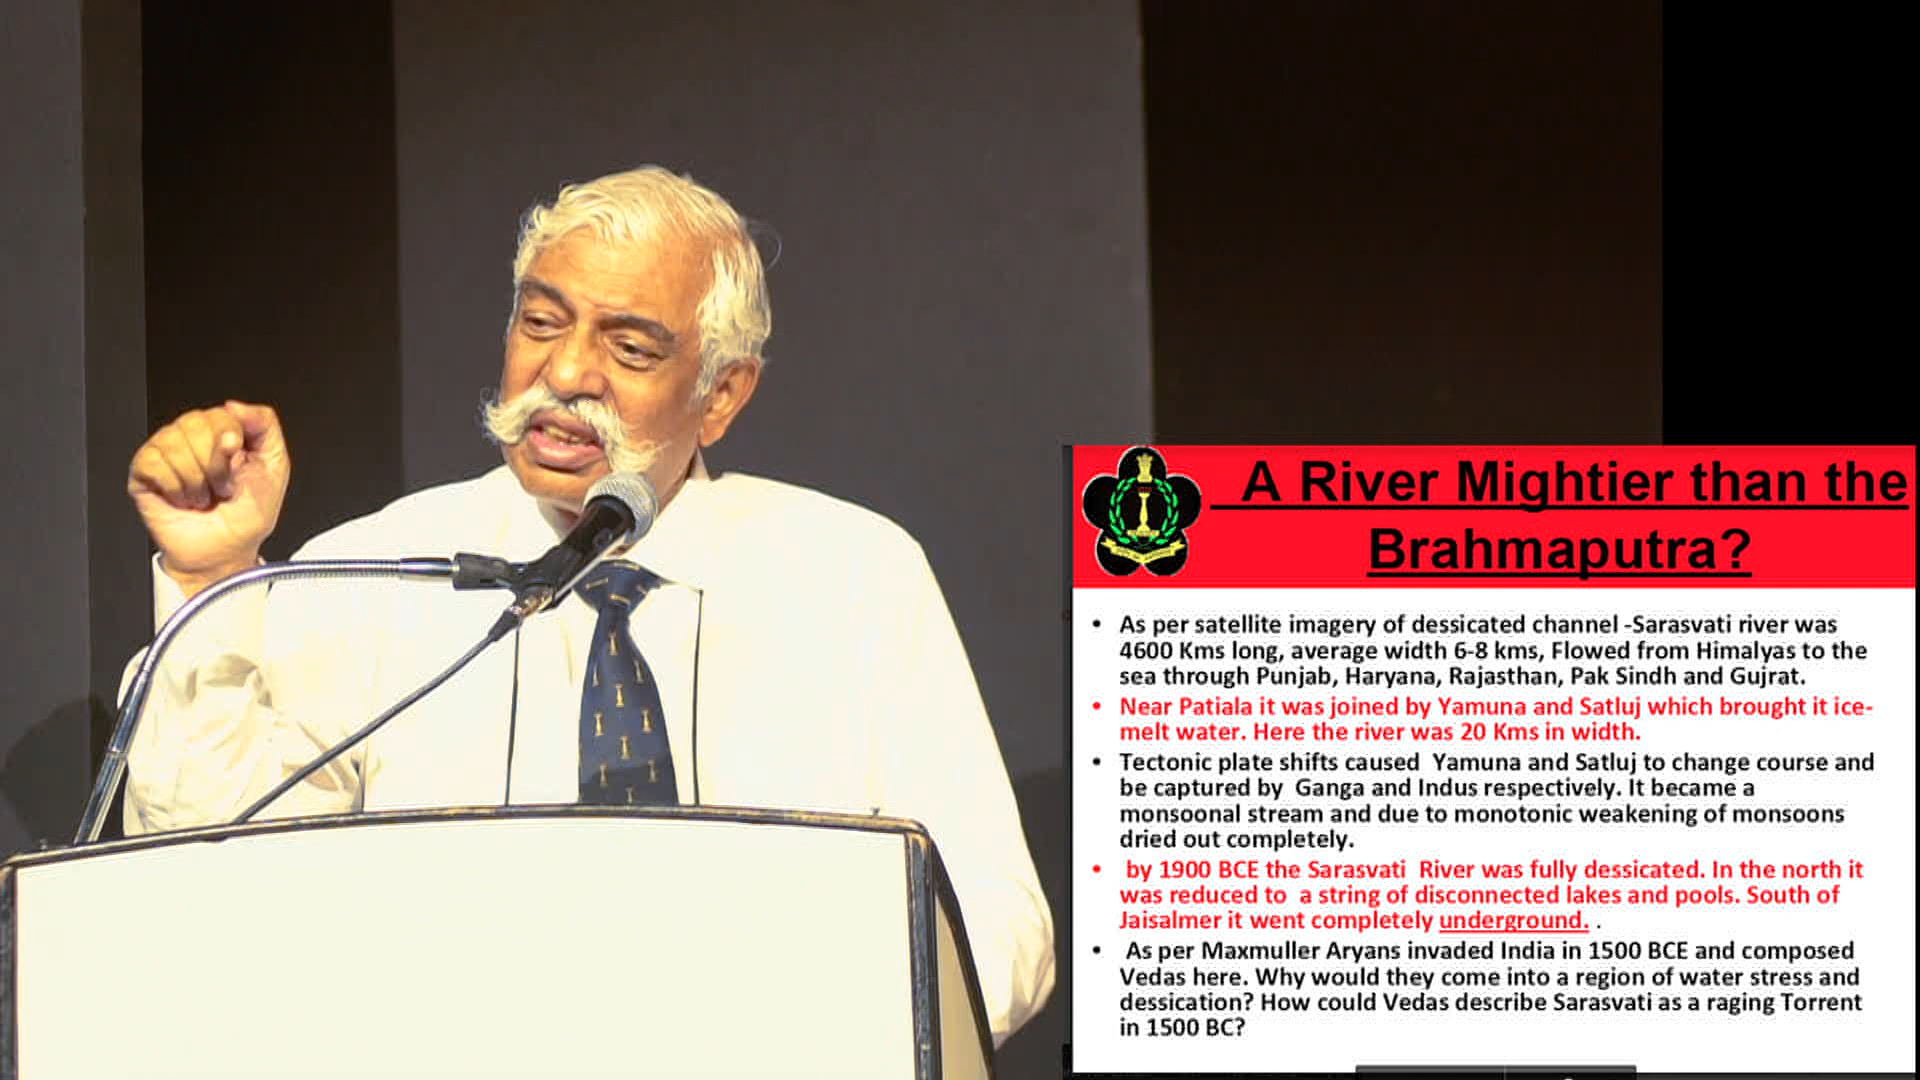 A River Mightier than the
Brahmaputra?
• As per satellite imagery of dessicated channel -Sarasvati river was
4600 Kms long, average width 6-8 kms, Flowed from Himalyas to the
sea through Punjab, Haryana, Rajasthan, Pak Sindh and Gujrat.
• Near Patiala it was joined by Yamuna and Satluj which brought it ice-
melt water. Here the river was 20 Kms in width.
• Tectonic plate shifts caused Yamuna and Satluj to change course and
be captured by Ganga and Indus respectively. It became a
monsoonal stream and due to monotonic weakening of monsoons
dried out completely.
• by 1900 BCE the Sarasvati River was fully dessicated. In the north it
was reduced to a string of disconnected lakes and pools. South of
Jaisalmer it went completely underground. .
• As per Maxmuller Aryans invaded India in 1500 BCE and composed
Vedas here. Why would they come into a region of water stress and
dessication? How could Vedas describe Sarasvati as a raging Torrent
in 1500 BC?